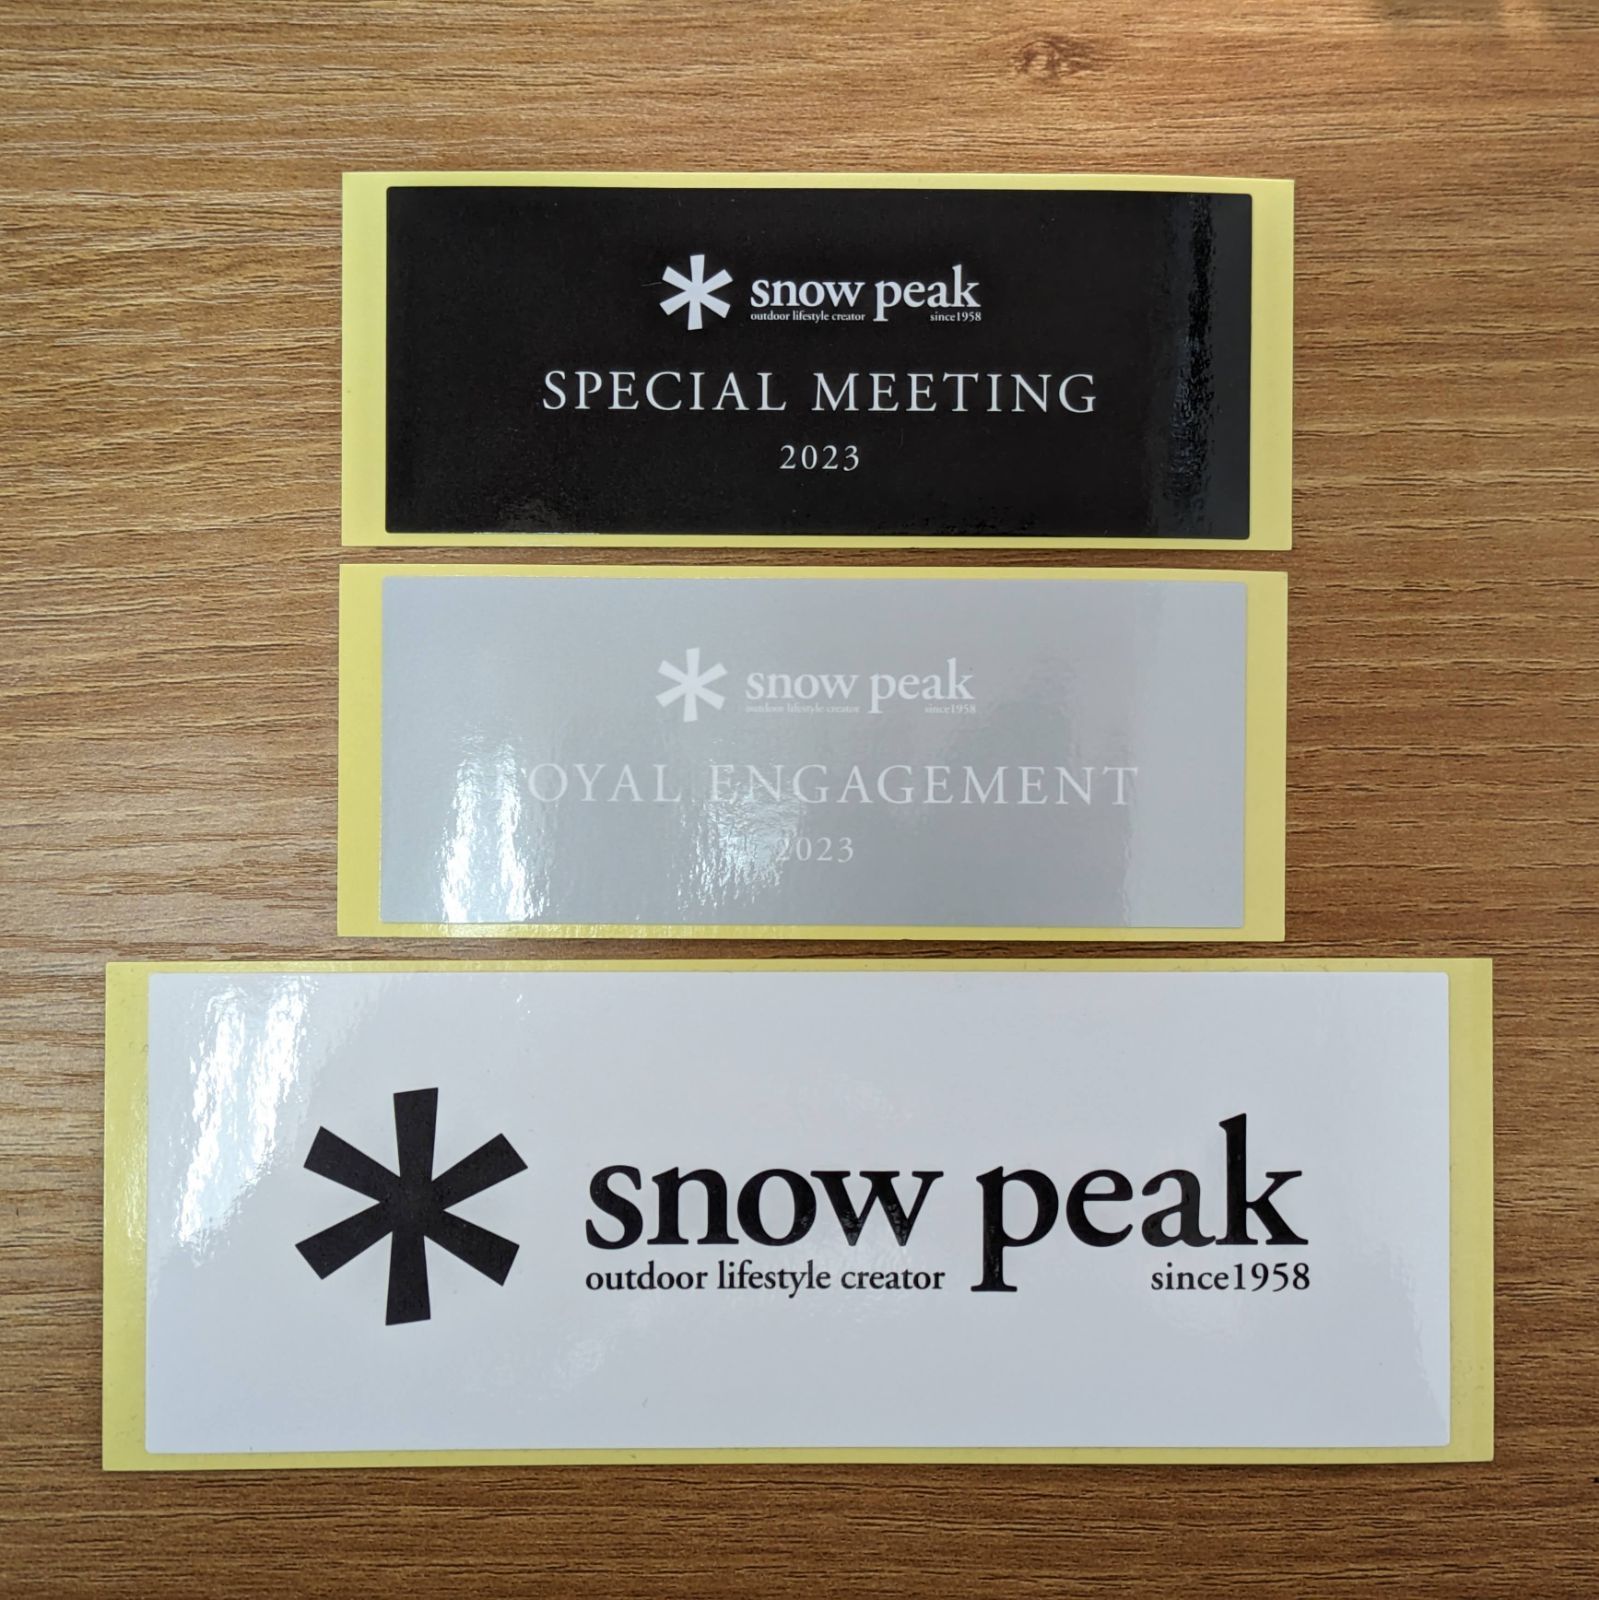 snow peak
outdoor lifestyle creator since1958
SPECIAL MEETING
2023
snow peak
outdoor lifestyle creator since1958
ENGAGEMENT
2023
snow peak
outdoor lifestyle creator since1958